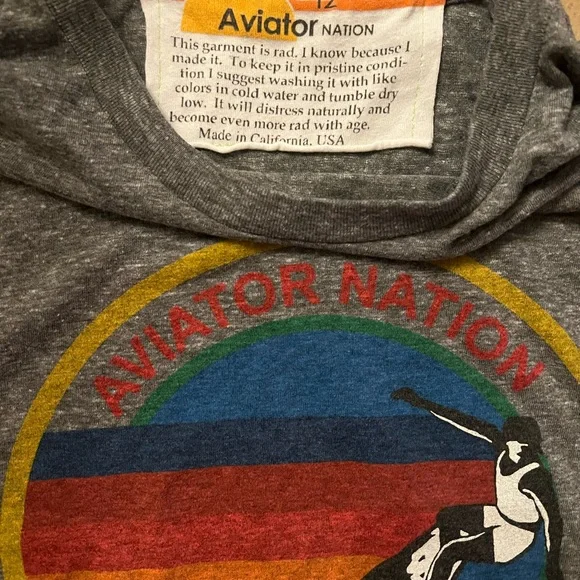 12
Aviator NATION
This garment is rad. I know because I
made it. To keep it in pristine condi-
tion I suggest washing it with like
colors in cold water and tumble dry
low. It will distress naturally and
become even more rad with age.
Made in California, USA
AVIATOR NATION